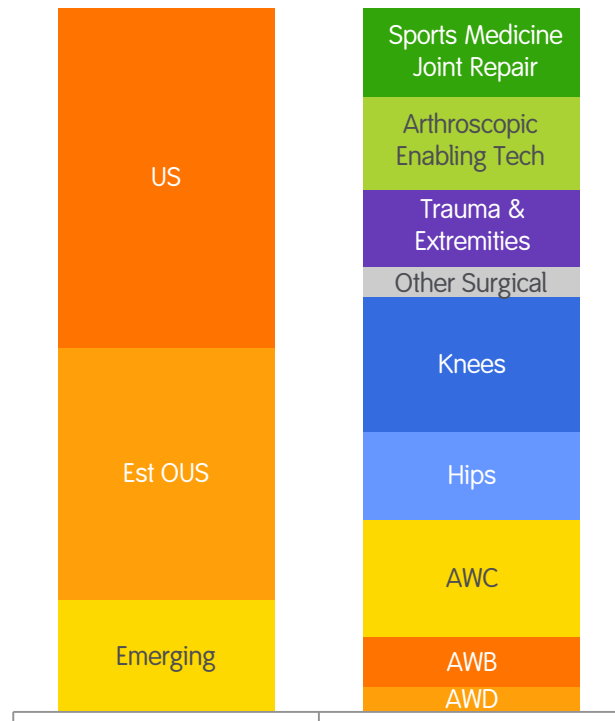 US
Est OUS
Emerging
Sports Medicine
Joint Repair
Arthroscopic
Enabling Tech
Trauma &
Extremities
Other Surgical
Knees
Hips
AWC
AWB
AWD